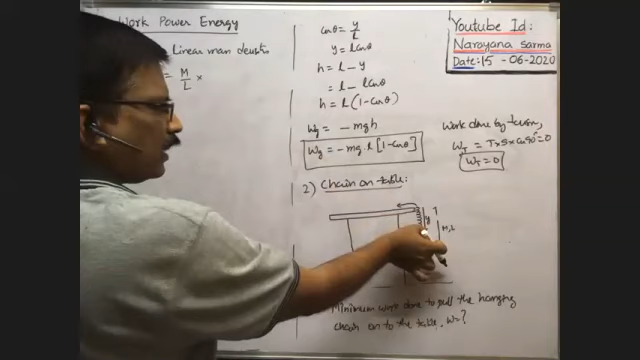 Work Power Energy
Linear mass density
= M/L ×
cosθ = y/l
y = lcosθ
h = l - y
= l - lcosθ
h = l (1-cosθ)
Wg = -mgh
Wg = -mg.l [1-cosθ]
2) Chain on table:
y
M,L
Minimum work done to pull the hanging
chain on to the table. W=?
Youtube Id:
Narayana sarma
Date: 15 - 06-2020
Work done by tension,
WT = T×S×cos90°=0
WT = 0